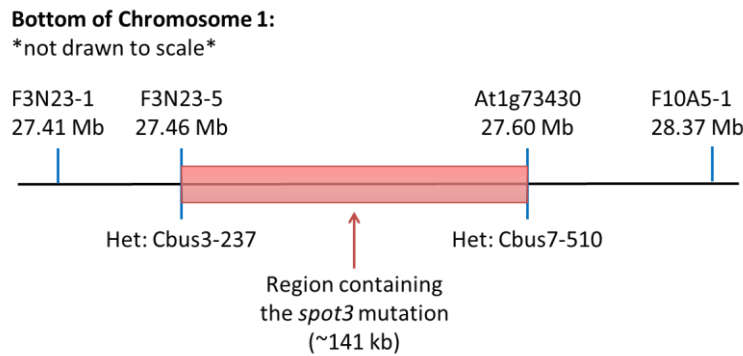 Bottom of Chromosome 1:
*not drawn to scale*
F3N23-1
27.41 Mb
F3N23-5
27.46 Mb
At1g73430
27.60 Mb
F10A5-1
28.37 Mb
Het: Cbus3-237
Het: Cbus7-510
Region containing
the spot3 mutation
(~141 kb)